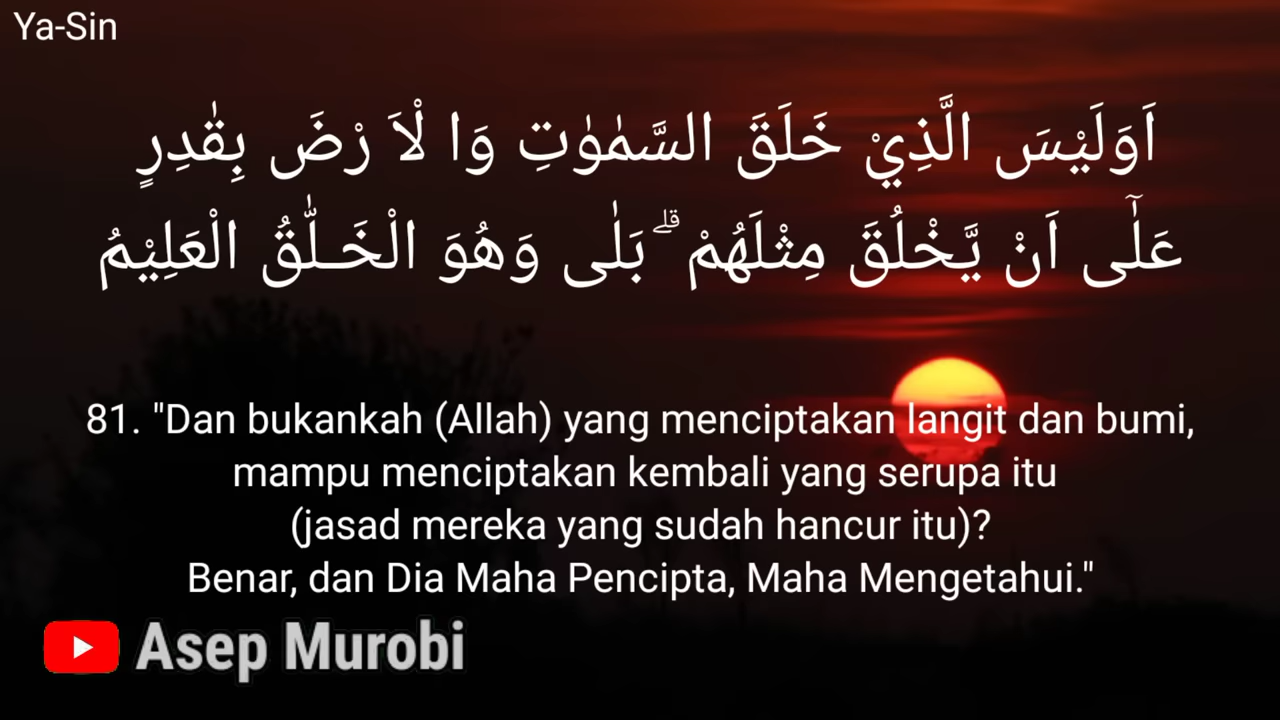 Ya-Sin
اَوَلَيْسَ الَّذِيْ خَلَقَ السَّمٰوٰتِ وَا لْاَ رْضَ بِقٰدِرٍ
عَلٰۤى اَنْ يَّخْلُقَ مِثْلَهُمْ ۗ بَلٰى وَهُوَ الْخَـلّٰقُ الْعَلِيْمُ
81. "Dan bukankah (Allah) yang menciptakan langit dan bumi,
mampu menciptakan kembali yang serupa itu
(jasad mereka yang sudah hancur itu)?
Benar, dan Dia Maha Pencipta, Maha Mengetahui."
Asep Murobi